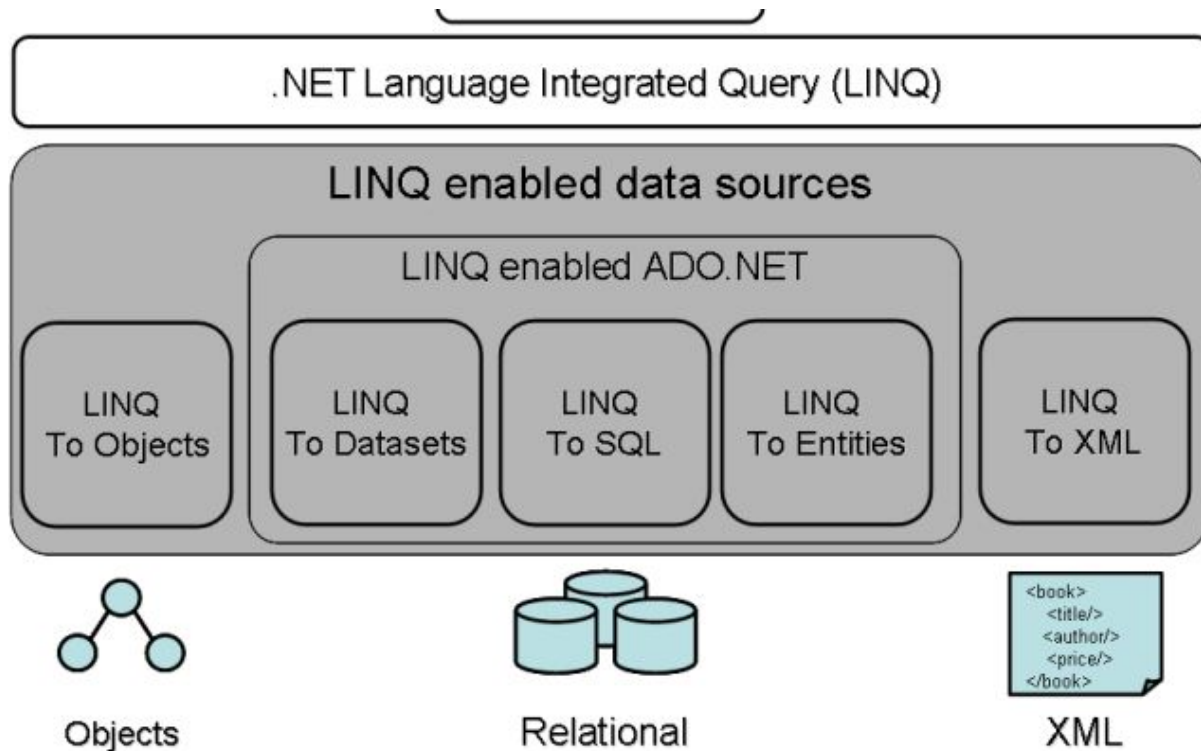 .NET Language Integrated Query (LINQ)
LINQ enabled data sources
LINQ enabled ADO.NET
LINQ
To Objects
LINQ
To Datasets
LINQ
To SQL
LINQ
To Entities
LINQ
To XML
Objects
Relational
<book>
<title/>
<author/>
<price/>
</book>
XML